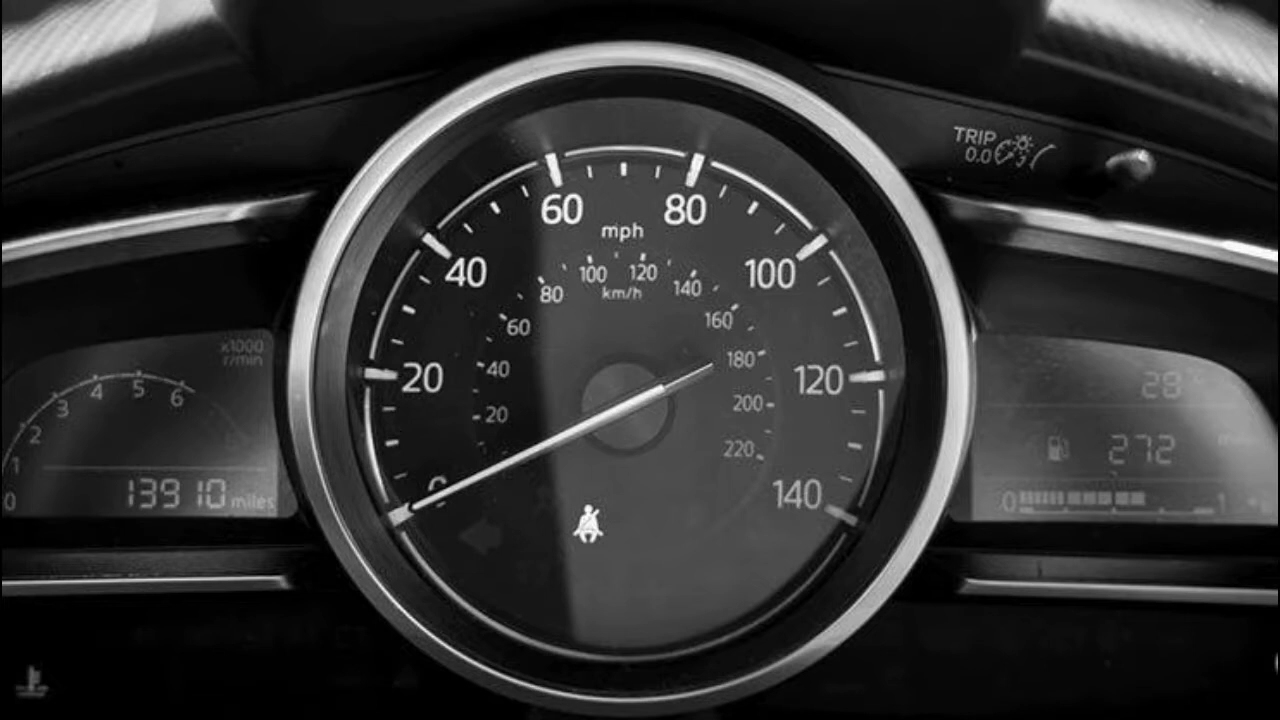 TRIP
0.0
60 80
mph
40 100
100 120
80 140
km/h
60 160
20 120
40 180
20 200
220
0 140
x1000
r/min
0 1 2 3 4 5 6
13910 miles
28
272
0 1